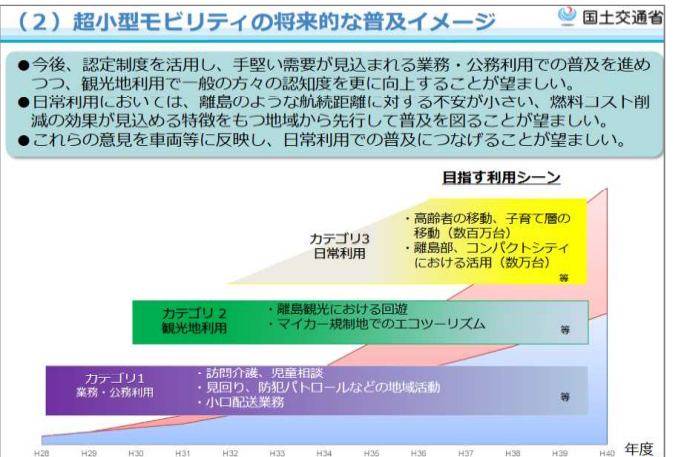 （2）超小型モビリティの将来的な普及イメージ
国土交通省
●今後、認定制度を活用し、手堅い需要が見込まれる業務・公務利用での普及を進め
つつ、観光地利用で一般の方々の認知度を更に向上することが望ましい。
●日常利用においては、離島のような航続距離に対する不安が小さい、燃料コスト削
減の効果が見込める特徴をもつ地域から先行して普及を図ることが望ましい。
●これらの意見を車両等に反映し、日常利用での普及につなげることが望ましい。
目指す利用シーン
カテゴリ3
日常利用
・高齢者の移動、子育て層の
移動（数百万台）
・離島部、コンパクトシティ
における活用（数万台）
等
カテゴリ 2
観光地利用
・離島観光における回遊
・マイカー規制地でのエコツーリズム
等
カテゴリ1
業務・公務利用
・訪問介護、児童相談
・見回り、防犯パトロールなどの地域活動
・小口配送業務
等
H28 H29 H30 H31 H32 H33 H34 H35 H36 H37 H38 H39 H40 年度